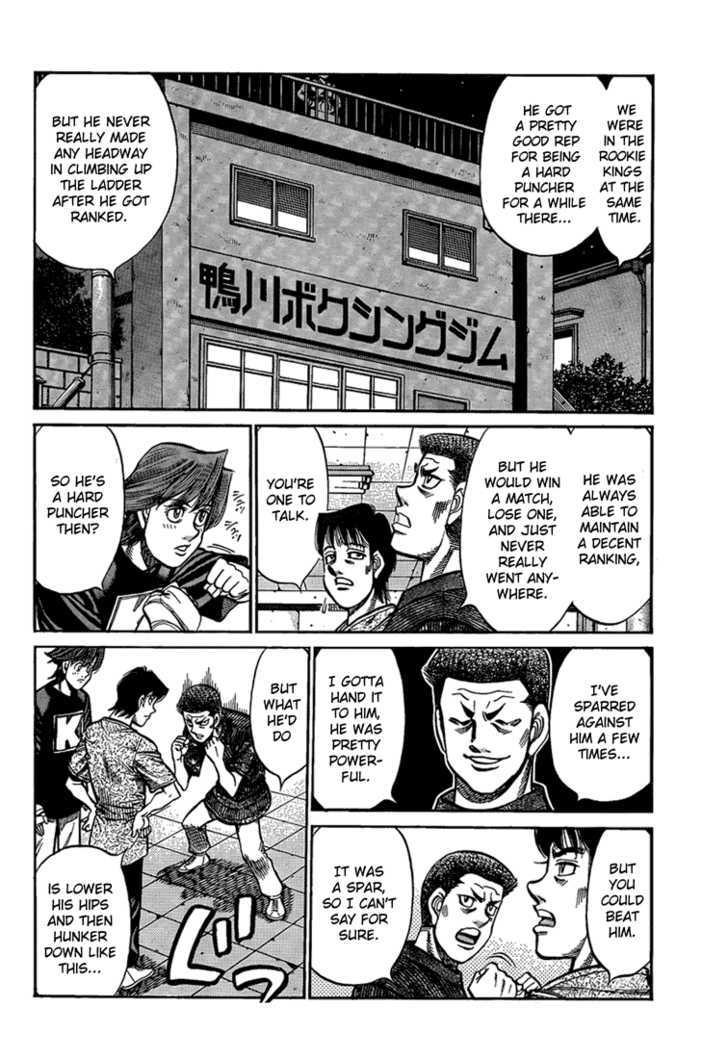 WE
WERE
IN THE
ROOKIE
KINGS
AT THE
SAME
TIME.
HE GOT
A PRETTY
GOOD REP
FOR BEING
A HARD
PUNCHER
FOR A WHILE
THERE...
BUT HE NEVER
REALLY MADE
ANY HEADWAY
IN CLIMBING UP
THE LADDER
AFTER HE GOT
RANKED.
鴨川ボクシングジム
HE WAS
ALWAYS
ABLE TO
MAINTAIN
A DECENT
RANKING,
BUT HE
WOULD WIN
A MATCH,
LOSE ONE,
AND JUST
NEVER
REALLY
WENT ANY-
WHERE.
YOU'RE
ONE TO
TALK.
SO HE'S
A HARD
PUNCHER
THEN?
I'VE
SPARRED
AGAINST
HIM A FEW
TIMES...
I GOTTA
HAND IT
TO HIM,
HE WAS
PRETTY
POWER-
FUL.
BUT
YOU
COULD
BEAT
HIM.
IT WAS
A SPAR,
SO I CAN'T
SAY FOR
SURE.
BUT
WHAT
HE'D
DO
K
IS LOWER
HIS HIPS
AND THEN
HUNKER
DOWN LIKE
THIS...
ぐっ